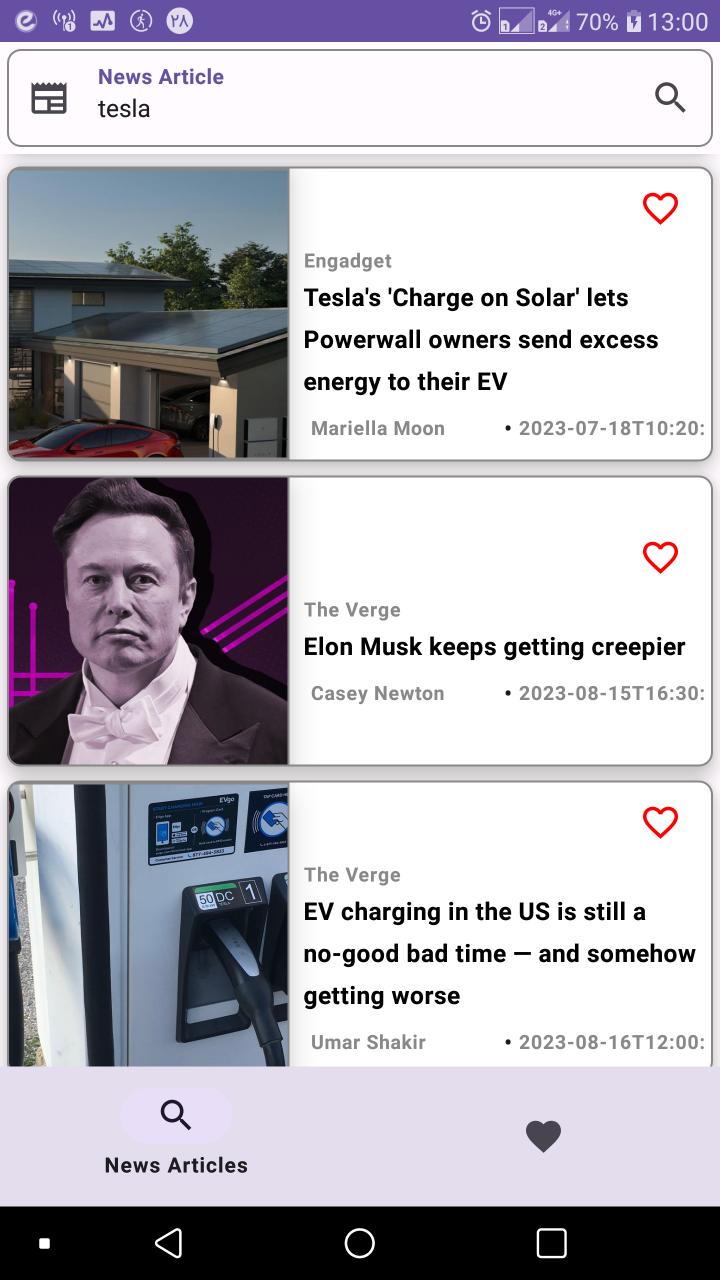 ۲۸
1
2
4G+
70%
13:00
News Article
tesla
Engadget
Tesla's 'Charge on Solar' lets
Powerwall owners send excess
energy to their EV
Mariella Moon
• 2023-07-18T10:20:
The Verge
Elon Musk keeps getting creepier
Casey Newton
• 2023-08-15T16:30:
EVgo
50 DC
1
The Verge
EV charging in the US is still a
no-good bad time — and somehow
getting worse
Umar Shakir
• 2023-08-16T12:00:
News Articles